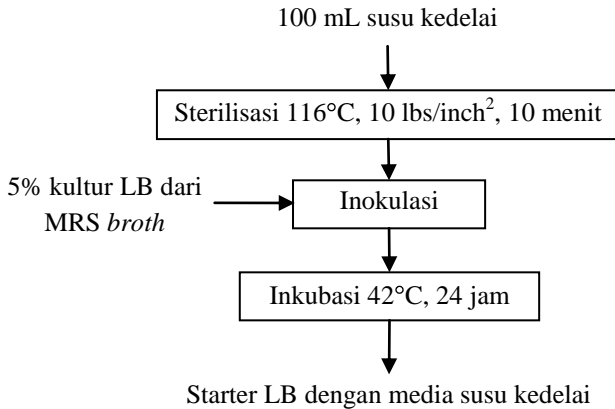 100 mL susu kedelai
Sterilisasi 116°C, 10 lbs/inch², 10 menit
5% kultur LB dari
MRS broth
Inokulasi
Inkubasi 42°C, 24 jam
Starter LB dengan media susu kedelai